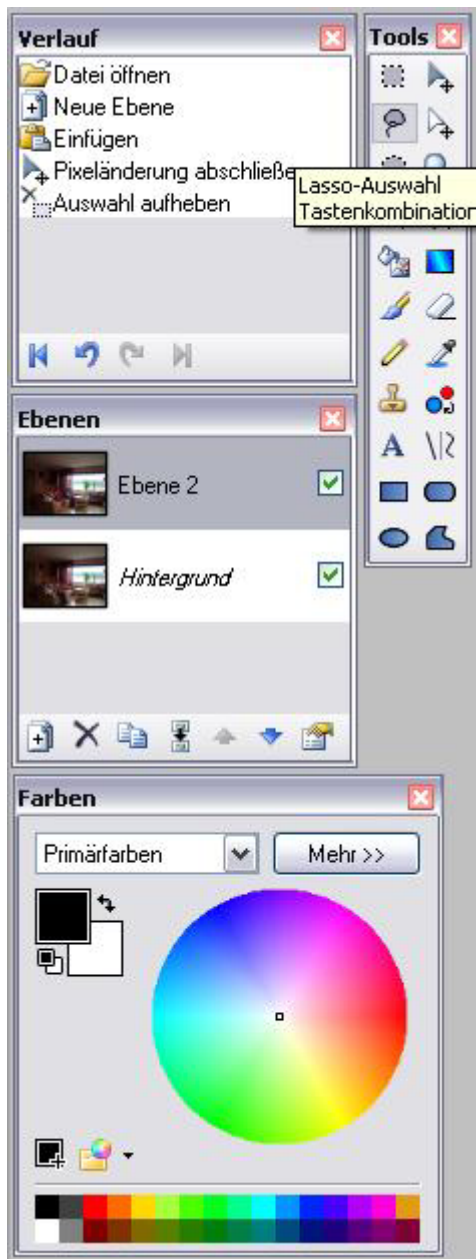 Verlauf
Datei öffnen
Neue Ebene
Einfügen
Pixeländerung abschließe
Auswahl aufheben
Tools
Lasso-Auswahl
Tastenkombination
Ebenen
Ebene 2
Hintergrund
Farben
Primärfarben
Mehr >>